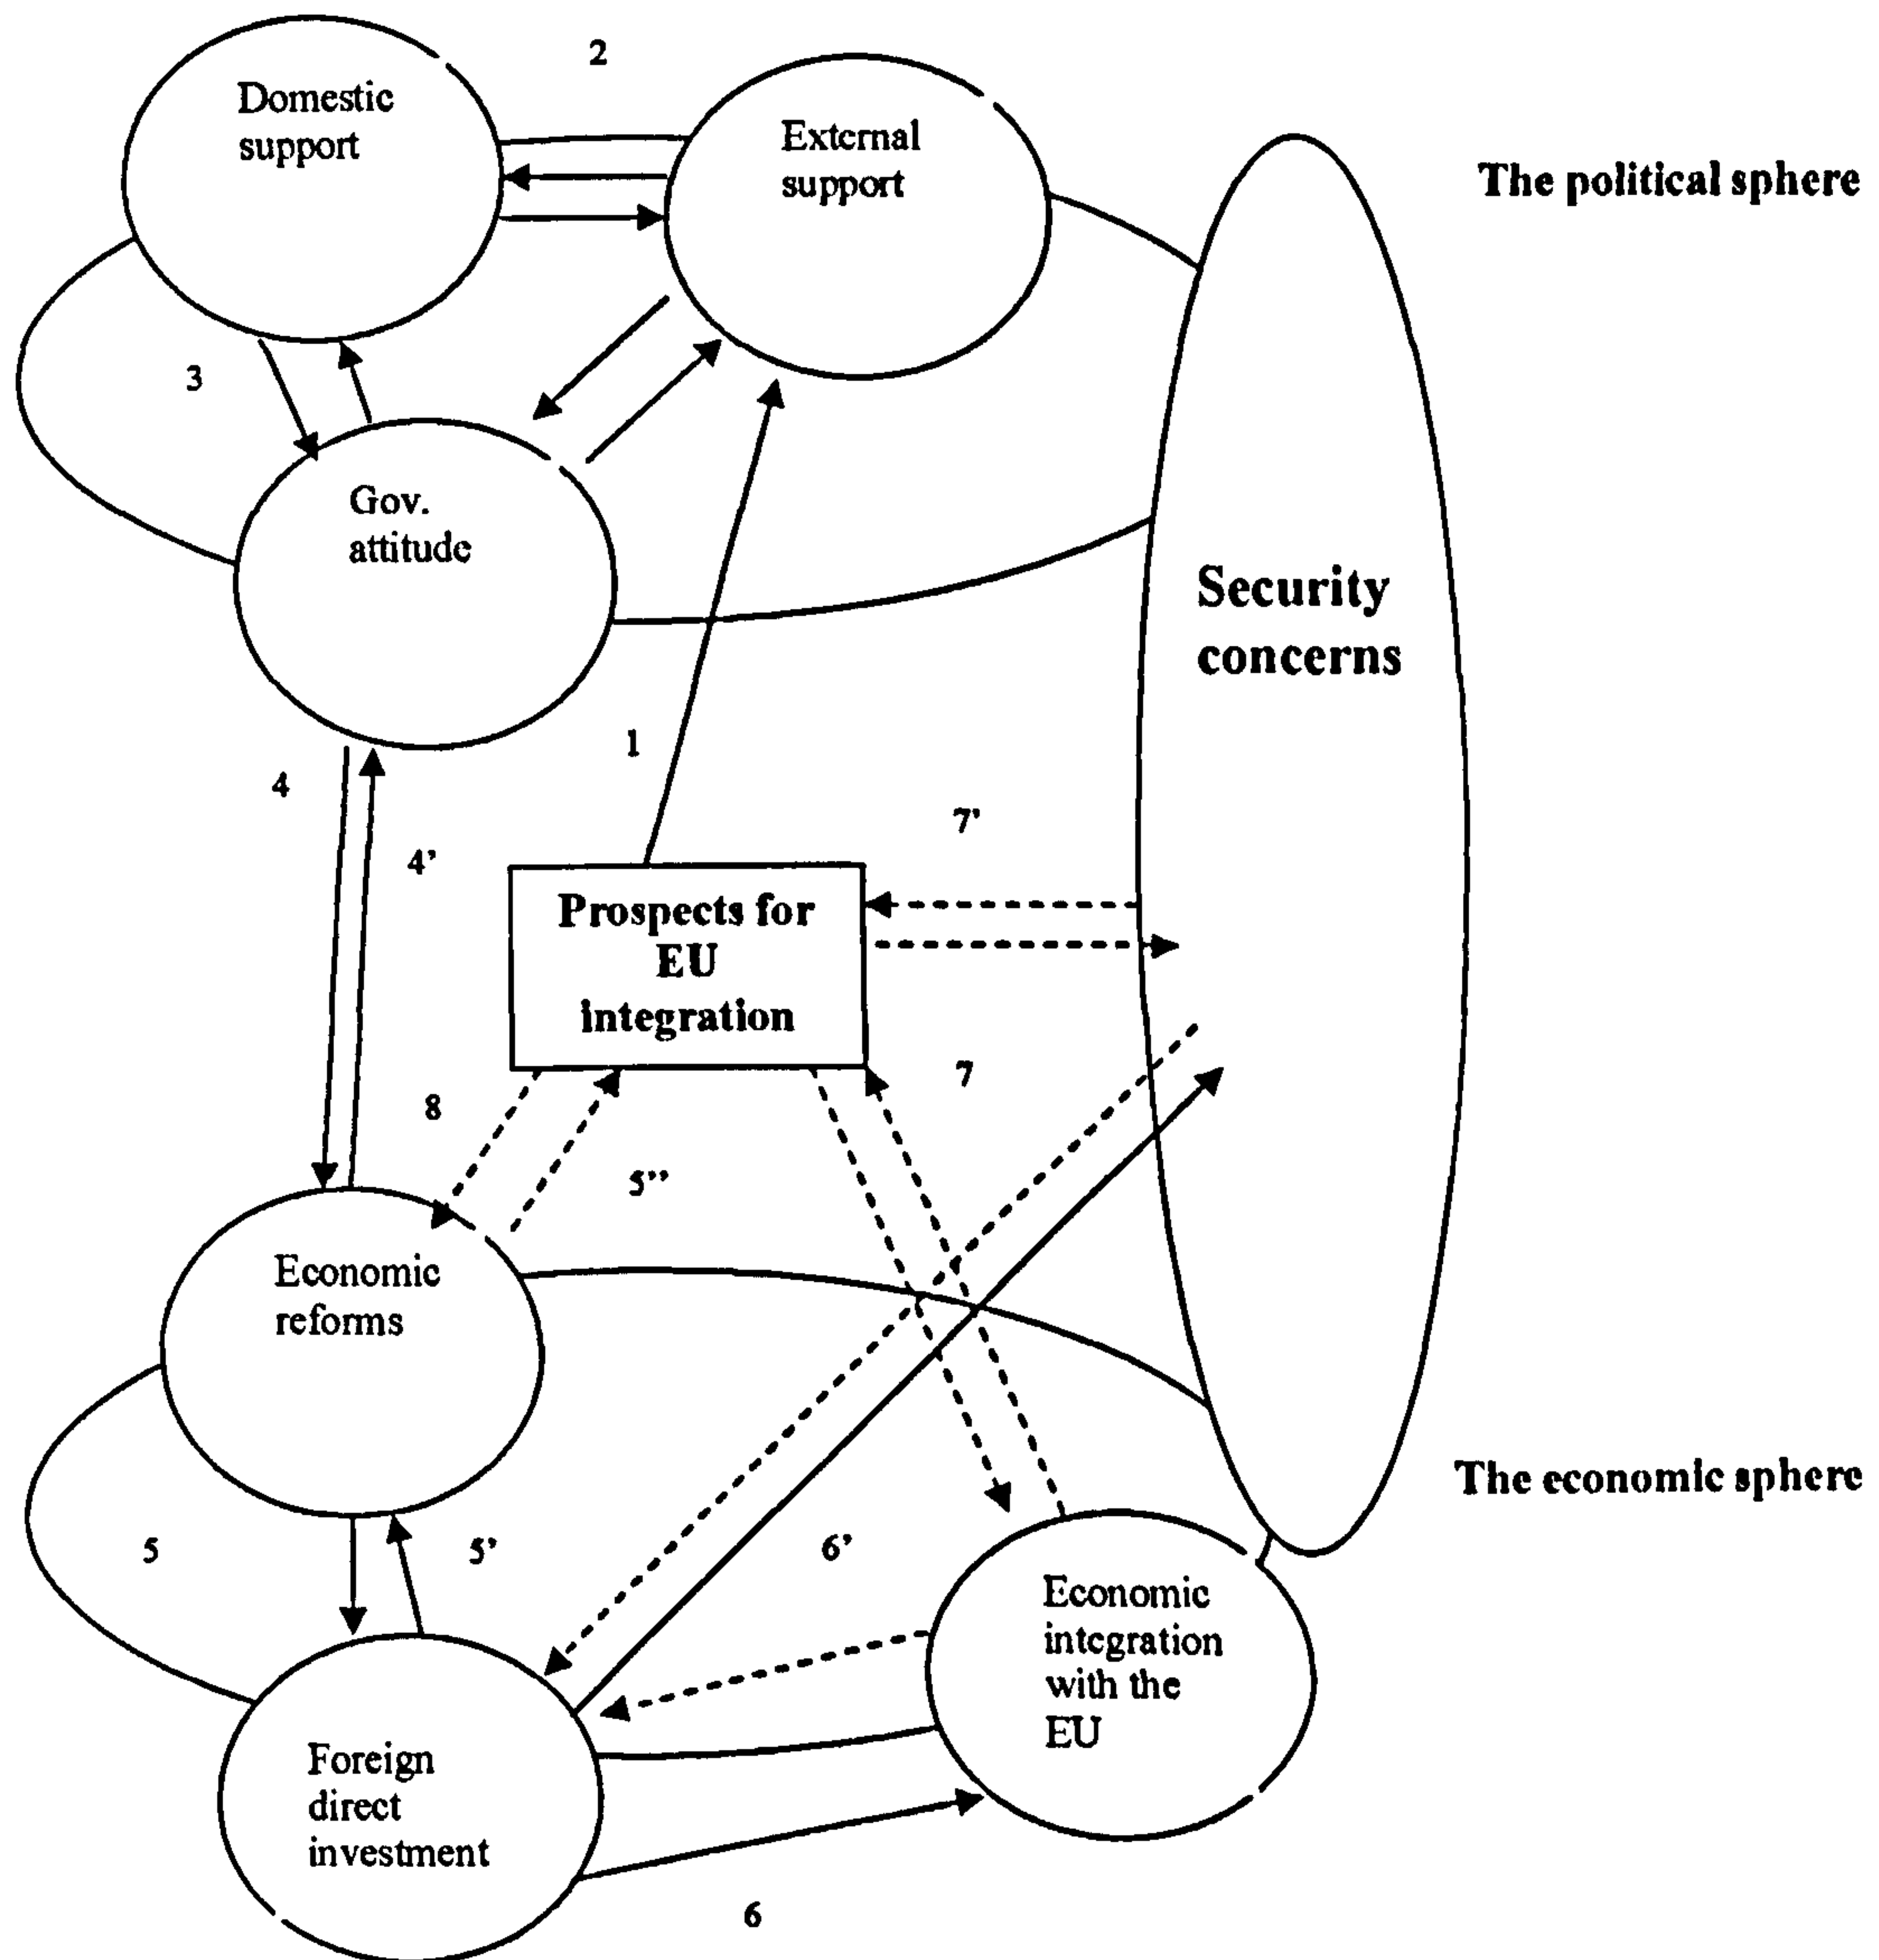 2
Domestic
support
External
support
The political sphere
3
Gov.
attitude
Security
concerns
1
4
7’
4’
Prospects for
EU
integration
7
8
5’’
Economic
reforms
The economic sphere
5
5’
6’
Economic
integration
with the
EU
Foreign
direct
investment
6